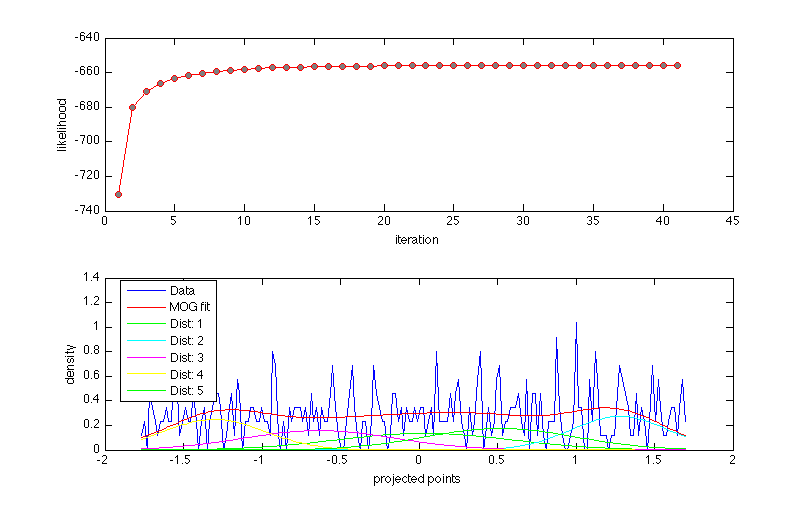 -640
-660
-680
-700
-720
-740
likelihood
0 5 10 15 20 25 30 35 40 45
iteration
1.4
1.2
1
0.8
0.6
0.4
0.2
0
density
Data
MOG fit
Dist: 1
Dist: 2
Dist: 3
Dist: 4
Dist: 5
-2 -1.5 -1 -0.5 0 0.5 1 1.5 2
projected points